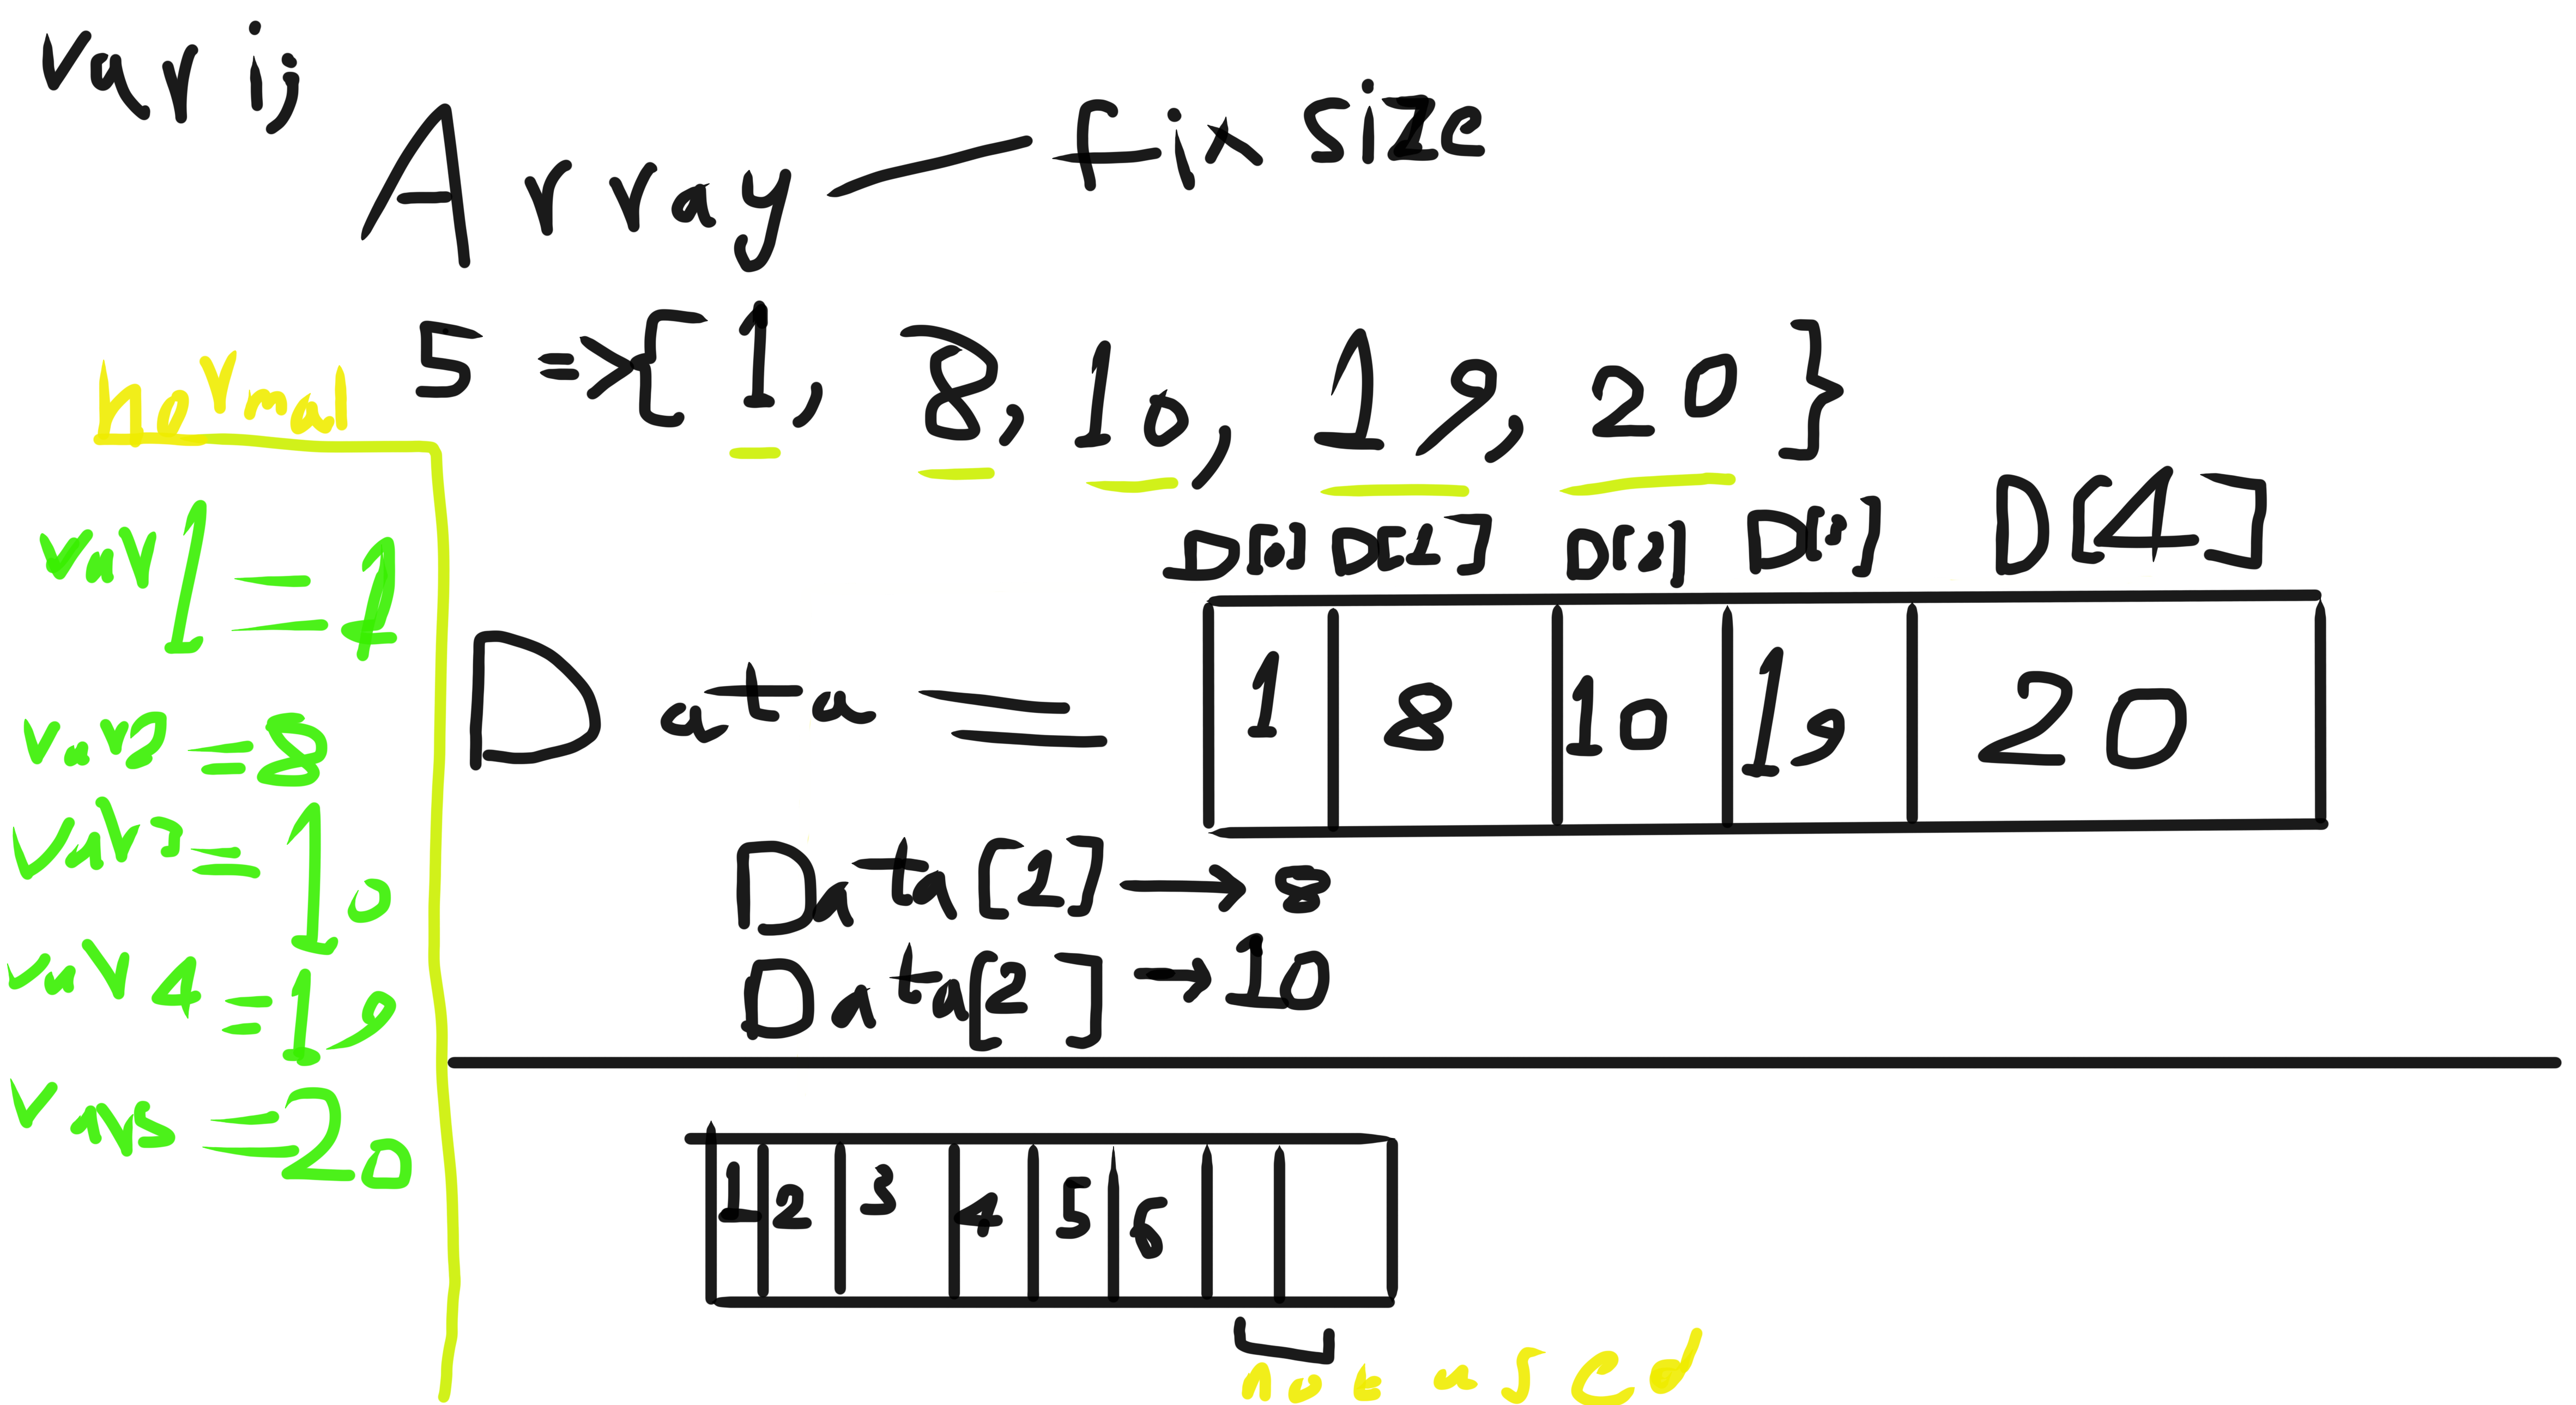 var i;
Array — fix size
5 => { 1, 8, 10, 19, 20 }
normal
var1 = 1
var2 = 8
var3 = 10
var4 = 19
var5 = 20
D[0] D[1] D[2] D[3] D[4]
Data = 1 8 10 19 20
Data[1] → 8
Data[2] → 10
1 2 3 4 5 6
not used